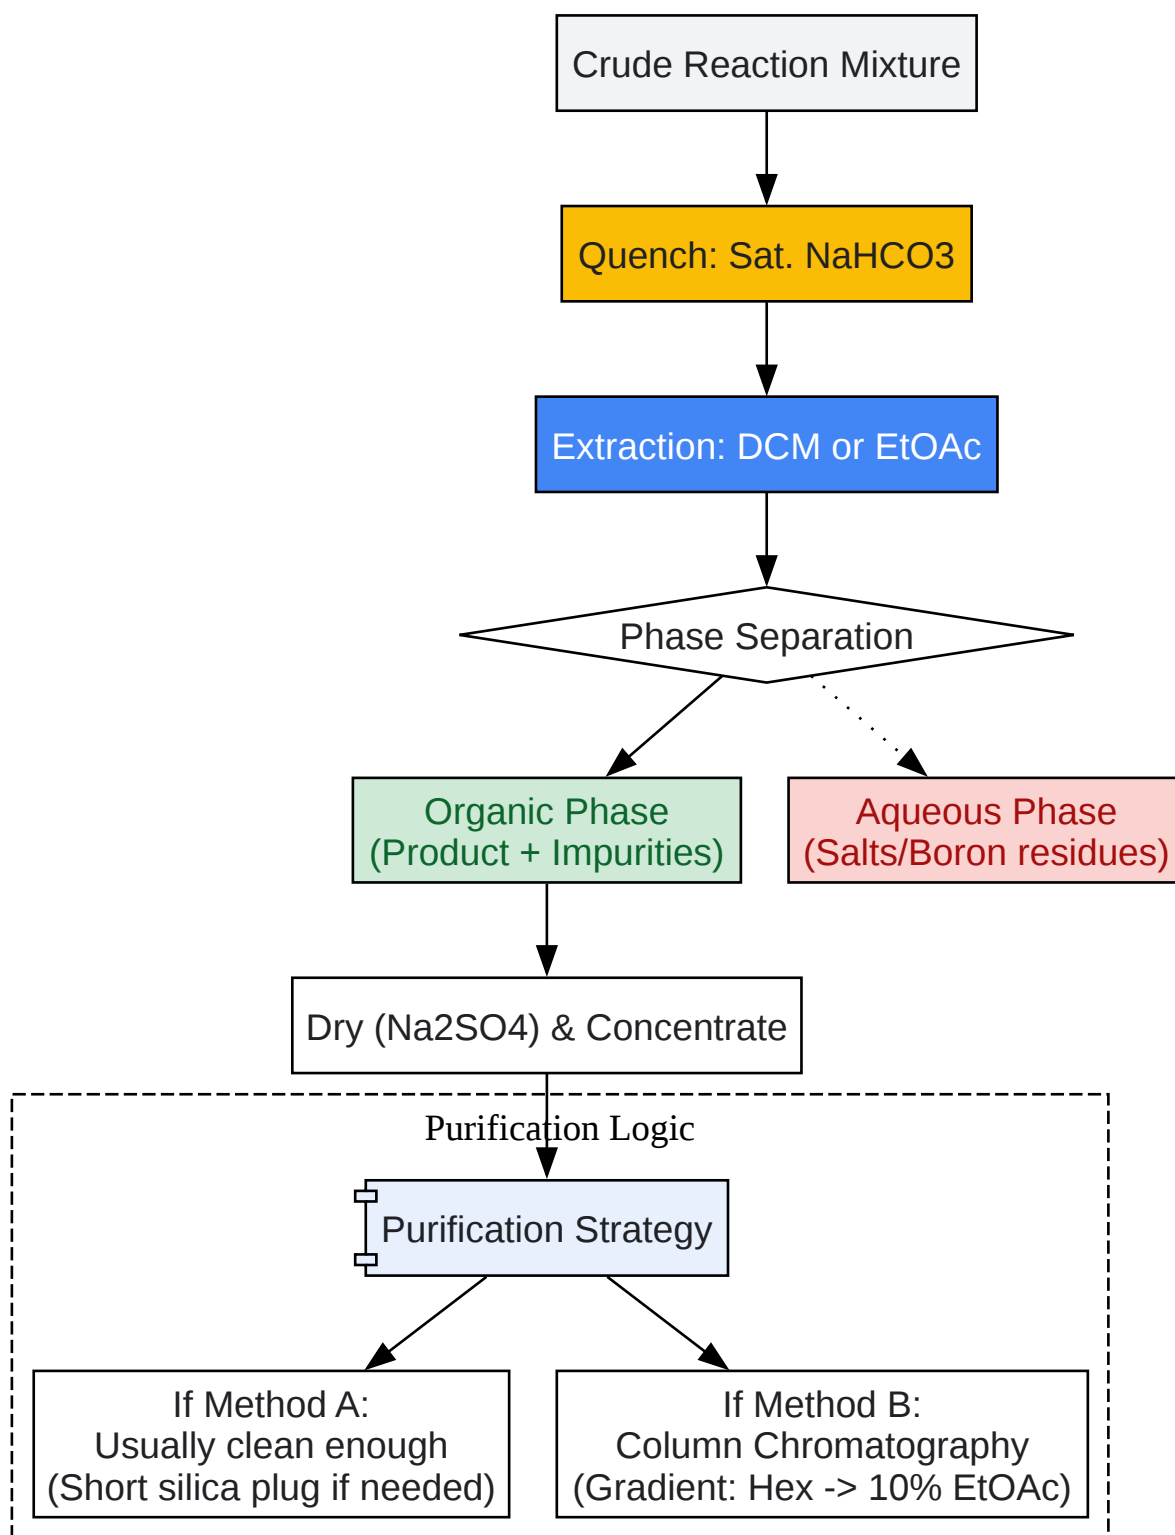 Crude Reaction Mixture
Quench: Sat. NaHCO3
Extraction: DCM or EtOAc
Phase Separation
Organic Phase
(Product + Impurities)
Aqueous Phase
(Salts/Boron residues)
Dry (Na2SO4) & Concentrate
Purification Logic
Purification Strategy
If Method A:
Usually clean enough
(Short silica plug if needed)
If Method B:
Column Chromatography
(Gradient: Hex -> 10% EtOAc)